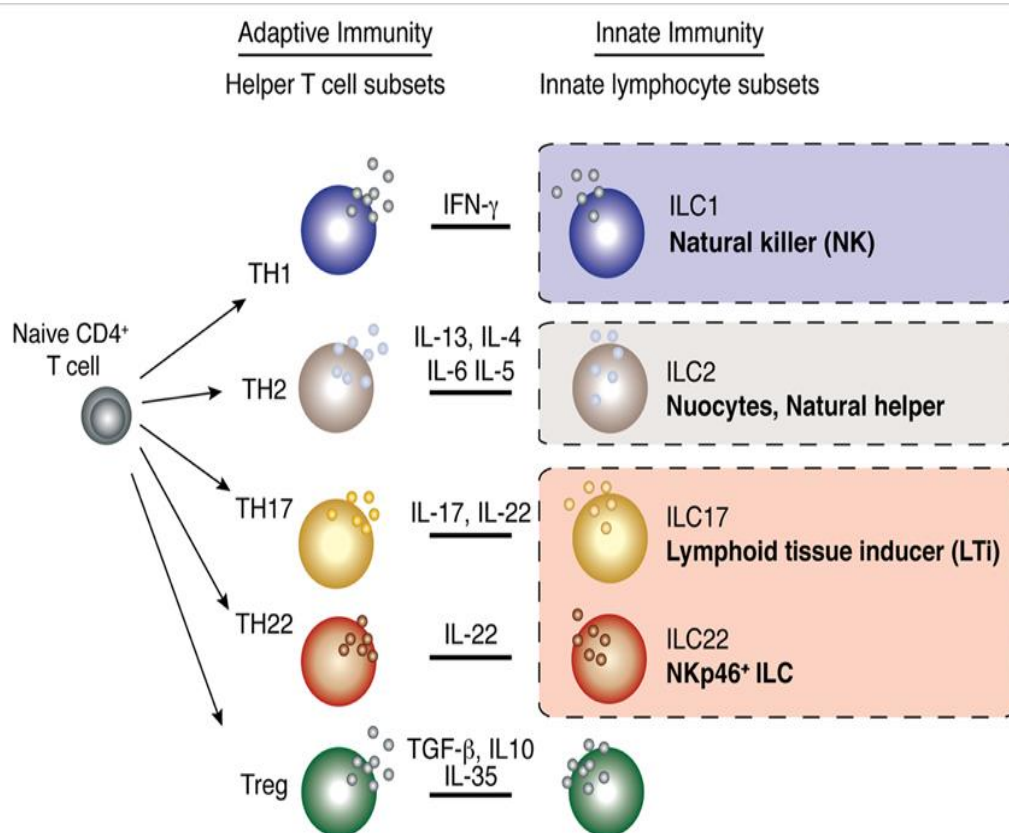 Adaptive Immunity
Helper T cell subsets
Innate Immunity
Innate lymphocyte subsets
Naive CD4⁺
T cell
TH1
IFN-γ
ILC1
Natural killer (NK)
TH2
IL-13, IL-4
IL-6 IL-5
ILC2
Nuocytes, Natural helper
TH17
IL-17, IL-22
ILC17
Lymphoid tissue inducer (LTi)
TH22
IL-22
ILC22
NKp46⁺ ILC
Treg
TGF-β, IL10
IL-35